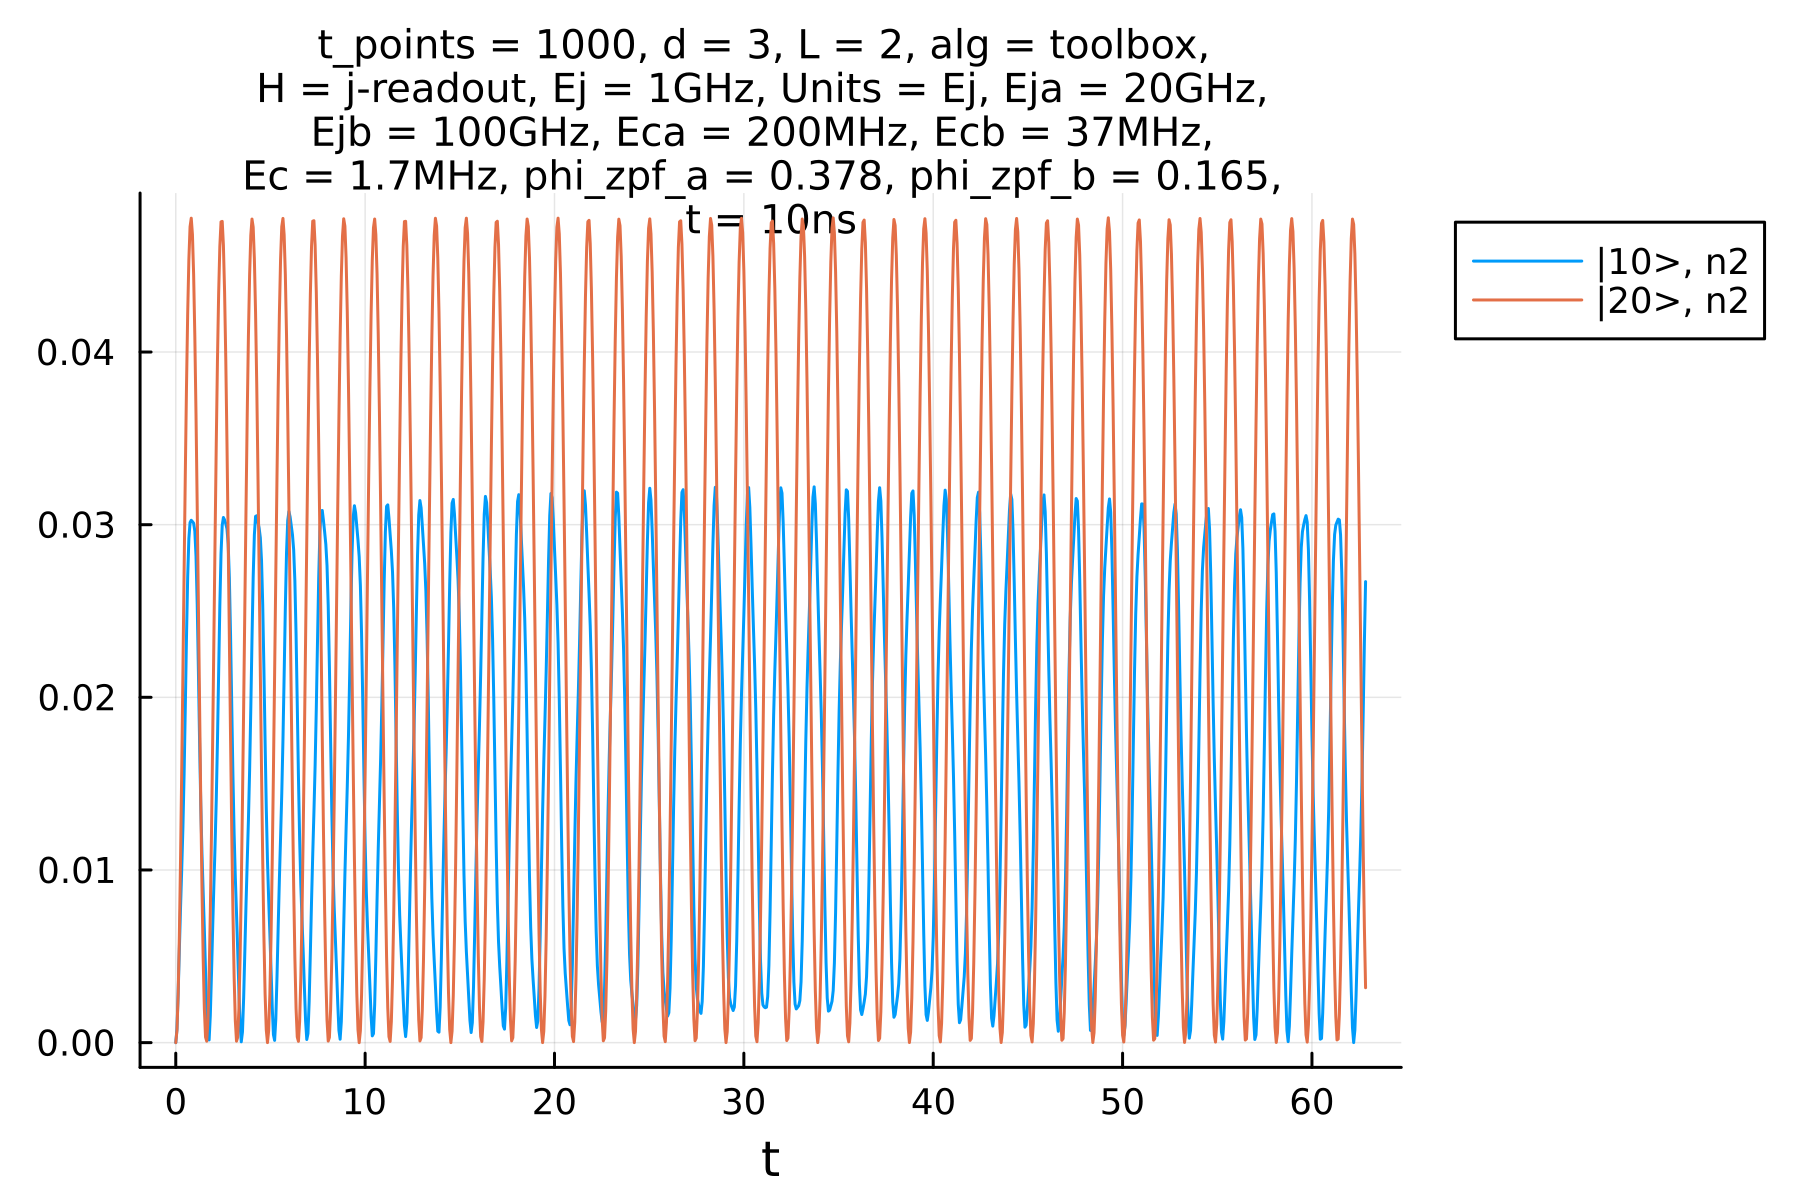 t_points = 1000, d = 3, L = 2, alg = toolbox,
H = j-readout, Ej = 1GHz, Units = Ej, Eja = 20GHz,
Ejb = 100GHz, Eca = 200MHz, Ecb = 37MHz,
Ec = 1.7MHz, phi_zpf_a = 0.378, phi_zpf_b = 0.165,
t = 10ns
|10>, n2
|20>, n2
0.04
0.03
0.02
0.01
0.00
0 10 20 30 40 50 60
t